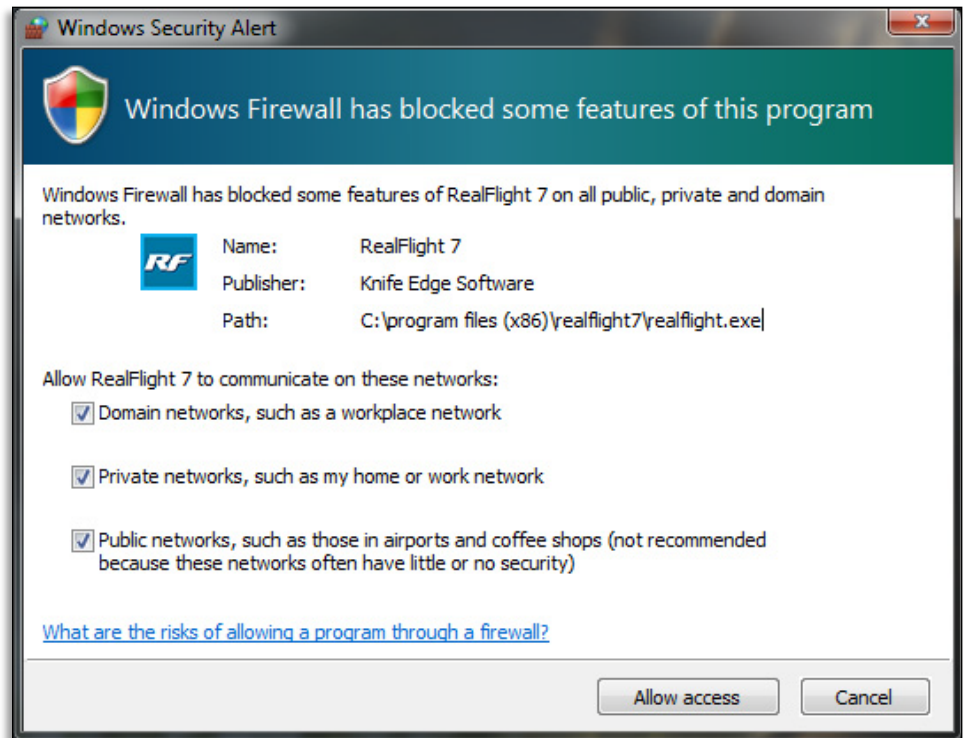 Windows Security Alert
Windows Firewall has blocked some features of this program
Windows Firewall has blocked some features of RealFlight 7 on all public, private and domain
networks.
RF
Name: RealFlight 7
Publisher: Knife Edge Software
Path: C:\program files (x86)\realflight7\realflight.exe
Allow RealFlight 7 to communicate on these networks:
Domain networks, such as a workplace network
Private networks, such as my home or work network
Public networks, such as those in airports and coffee shops (not recommended
because these networks often have little or no security)
What are the risks of allowing a program through a firewall?
Allow access Cancel